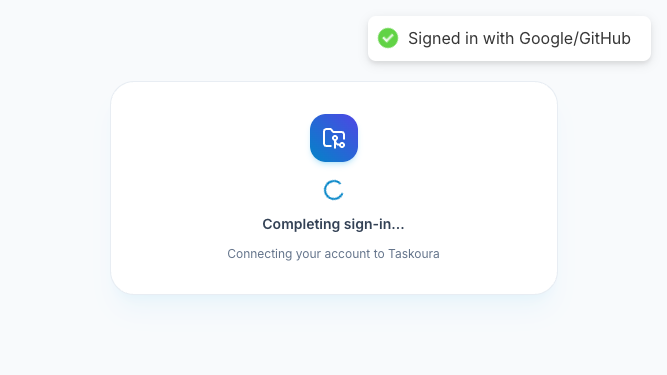 Signed in with Google/GitHub
Completing sign-in...
Connecting your account to Taskoura